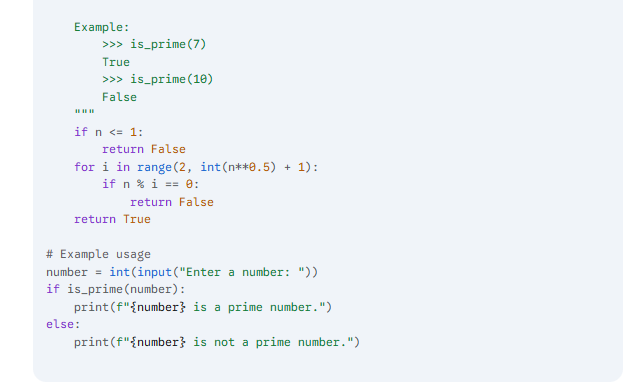 Example:
        >>> is_prime(7)
        True
        >>> is_prime(10)
        False
    """
    if n <= 1:
        return False
    for i in range(2, int(n**0.5) + 1):
        if n % i == 0:
            return False
    return True

# Example usage
number = int(input("Enter a number: "))
if is_prime(number):
    print(f"{number} is a prime number.")
else:
    print(f"{number} is not a prime number.")